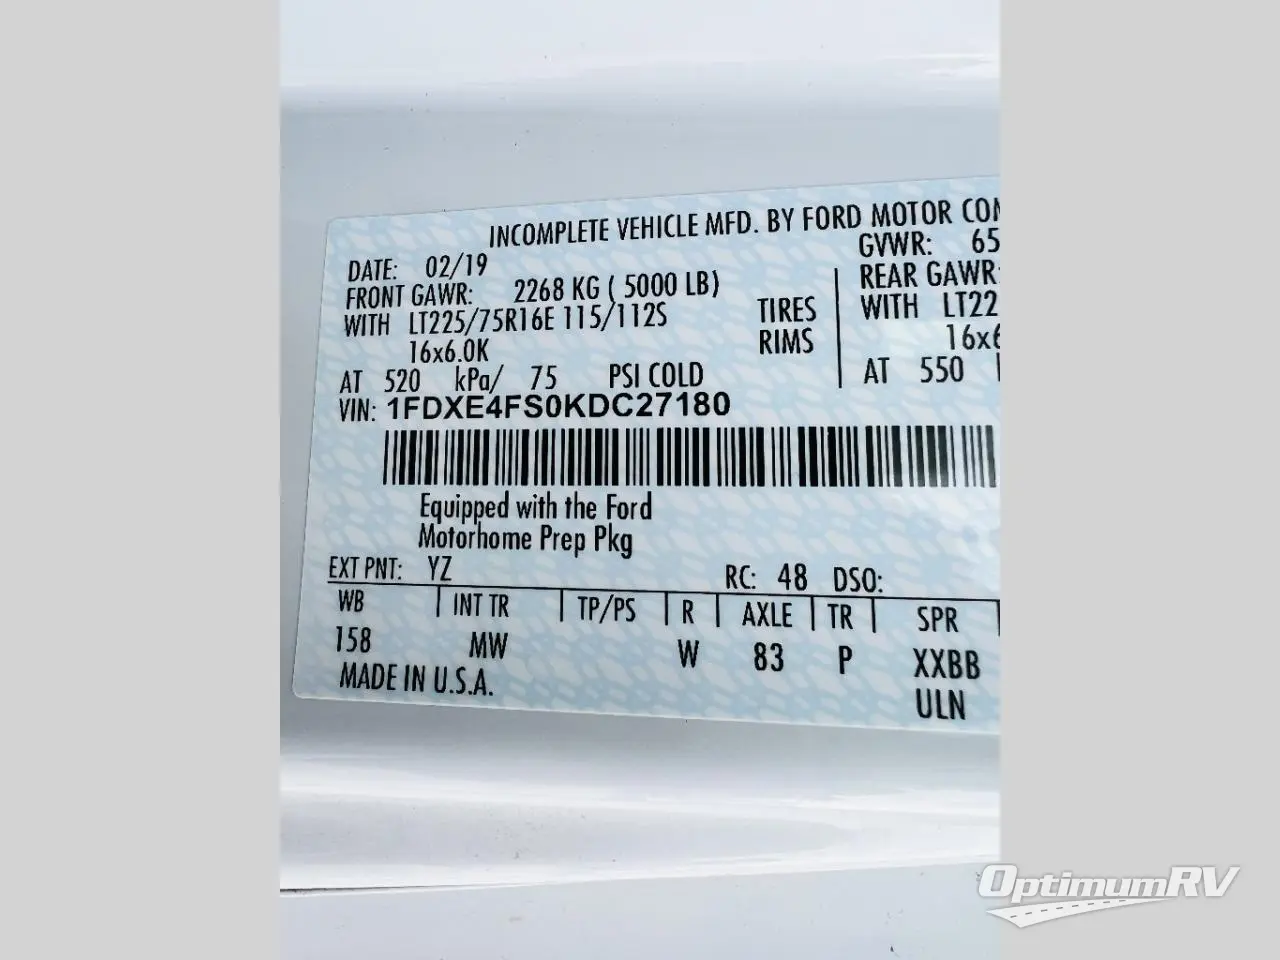 INCOMPLETE VEHICLE MFD. BY FORD MOTOR
DATE: 02/19
GVWR: 65
FRONT GAWR: 2268 KG ( 5000 LB)
REAR GAWR:
WITH LT225/75R16E 115/112S TIRES
WITH LT22
16x6.0K RIMS
16x6
AT 520 kPa/ 75 PSI COLD
AT 550
VIN: 1FDXE4FS0KDC27180
Equipped with the Ford
Motorhome Prep Pkg
EXT PNT: YZ RC: 48 DSO:
WB INT TR TP/PS R AXLE TR SPR
158 MW W 83 P XXBB
MADE IN U.S.A. ULN
OptimumRV